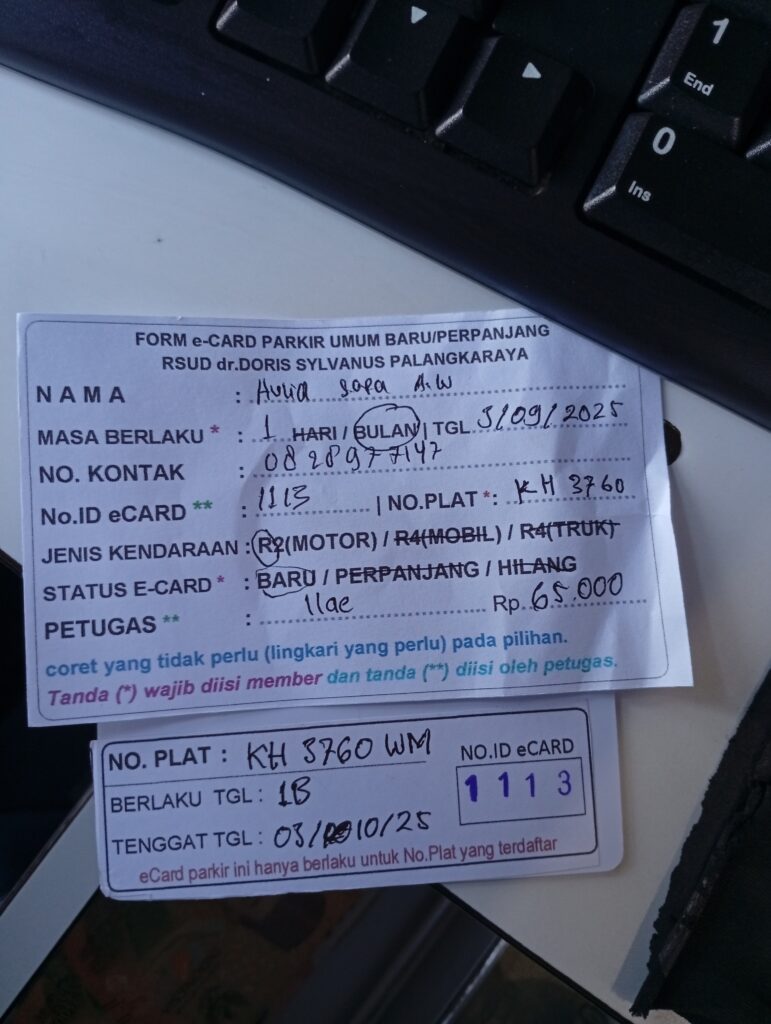 1
End
0
Ins
FORM e-CARD PARKIR UMUM BARU/PERPANJANG
RSUD dr.DORIS SYLVANUS PALANGKARAYA
NAMA : A.W
MASA BERLAKU * : 1 HARI / BULAN | TGL 3/09/2025
NO. KONTAK : 0828977147
No.ID eCARD ** : 1113 | NO.PLAT *: KH 3760
JENIS KENDARAAN : R2(MOTOR) / R4(MOBIL) / R4(TRUK)
STATUS E-CARD * : BARU / PERPANJANG / HILANG
PETUGAS ** : Rp. 65.000
coret yang tidak perlu (lingkari yang perlu) pada pilihan.
Tanda (*) wajib diisi member dan tanda (**) diisi oleh petugas.
NO. PLAT : KH 3760 WM NO.ID eCARD
BERLAKU TGL : 1B 1113
TENGGAT TGL : 03/10/25
eCard parkir ini hanya berlaku untuk No.Plat yang terdaftar